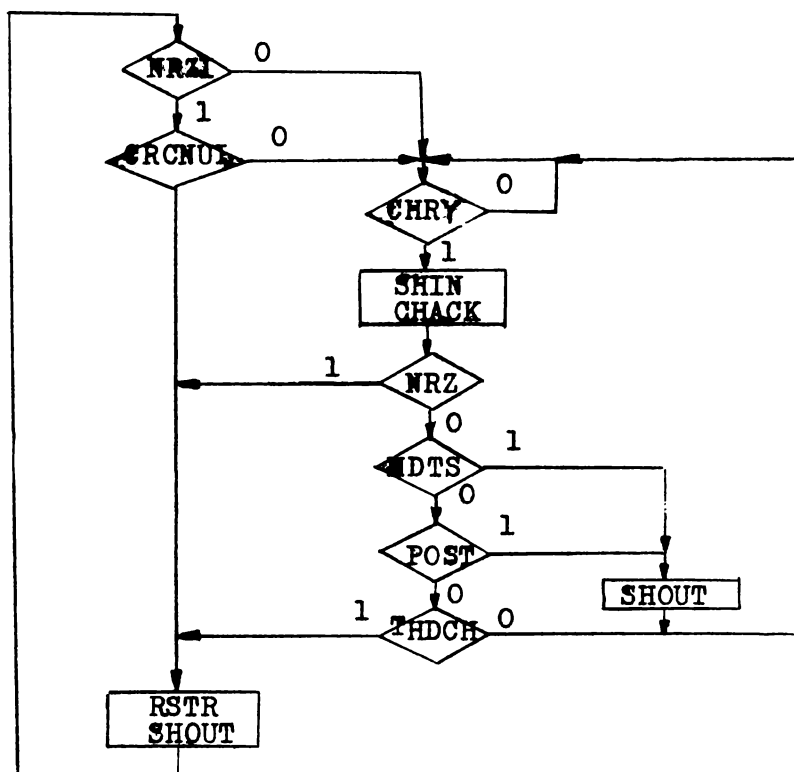 0
NRZI
1
0
CRCNUL
0
CHRY
1
SHIN
CHACK
1
NRZ
0
1
HDTS
0
1
POST
0
SHOUT
1
0
THDCH
RSTR
SHOUT